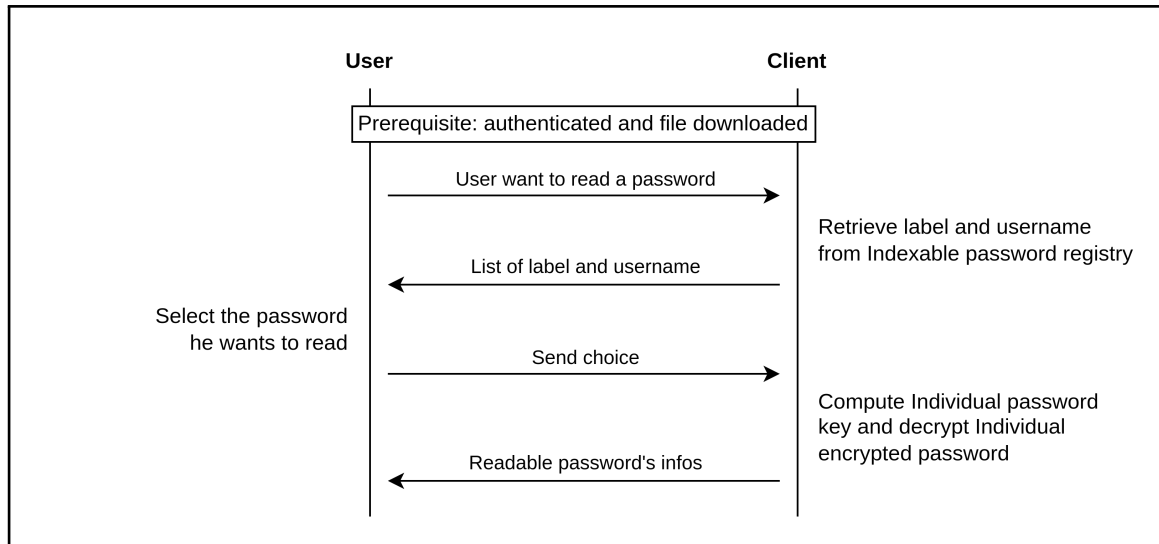 User
Client
Prerequisite: authenticated and file downloaded
User want to read a password
Retrieve label and username
from Indexable password registry
List of label and username
Select the password
he wants to read
Send choice
Compute Individual password
key and decrypt Individual
encrypted password
Readable password's infos